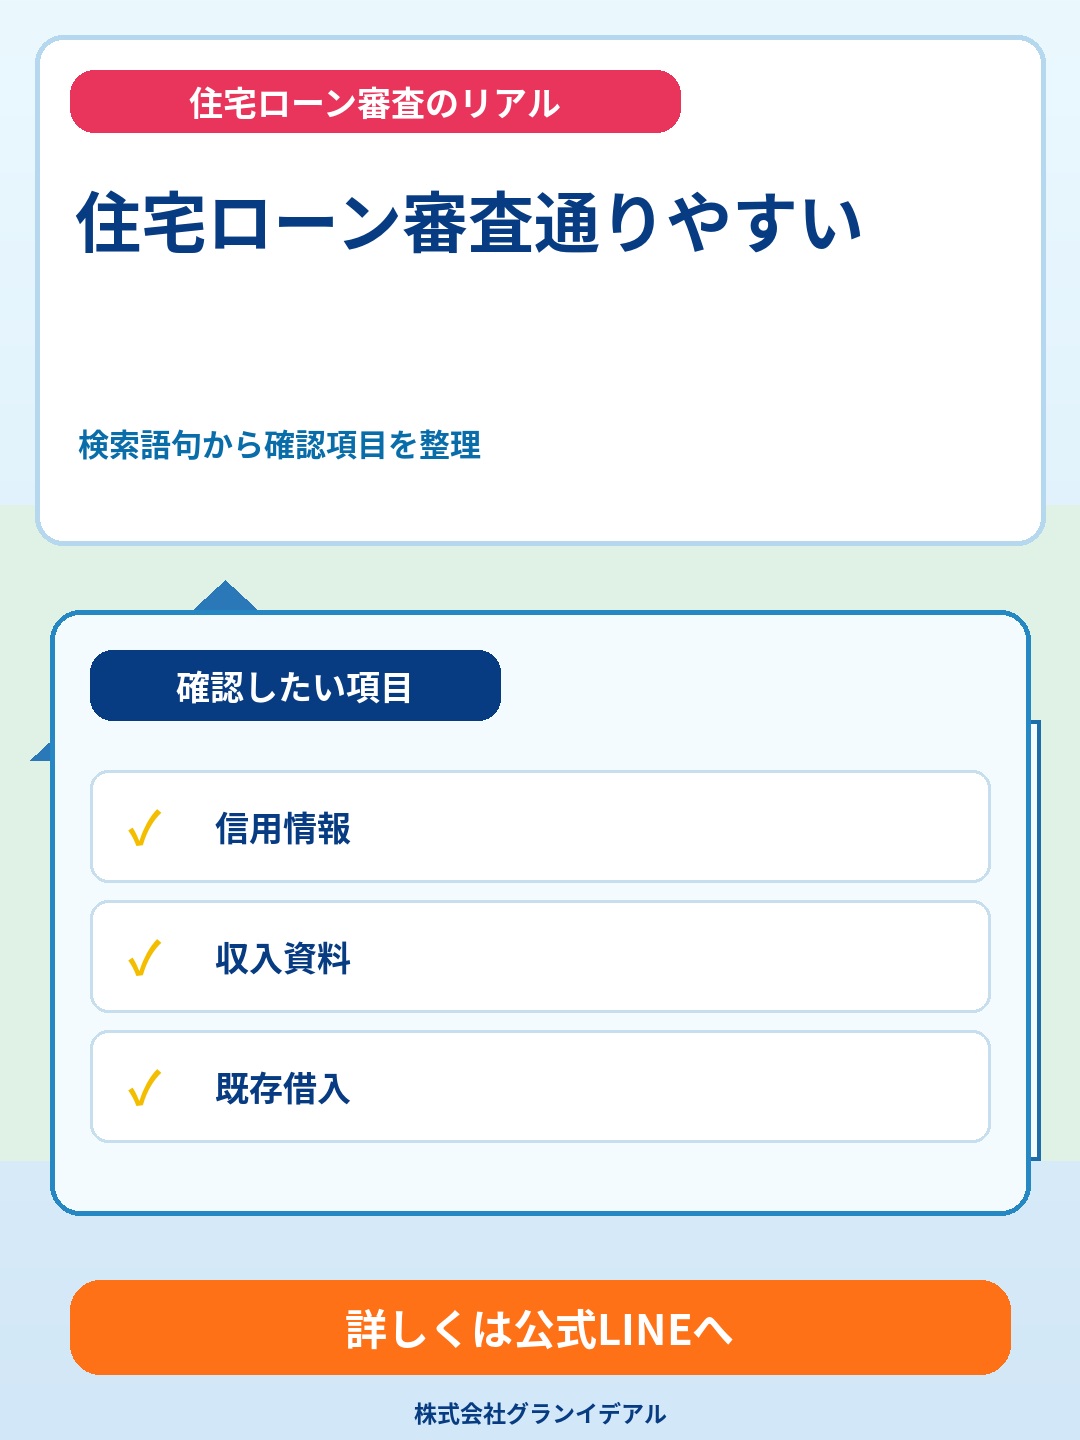 住宅ローン審査のリアル
住宅ローン審査通りやすい
検索語句から確認項目を整理
確認したい項目
✓ 信用情報
✓ 収入資料
✓ 既存借入
詳しくは公式LINEへ
株式会社グランイデアル